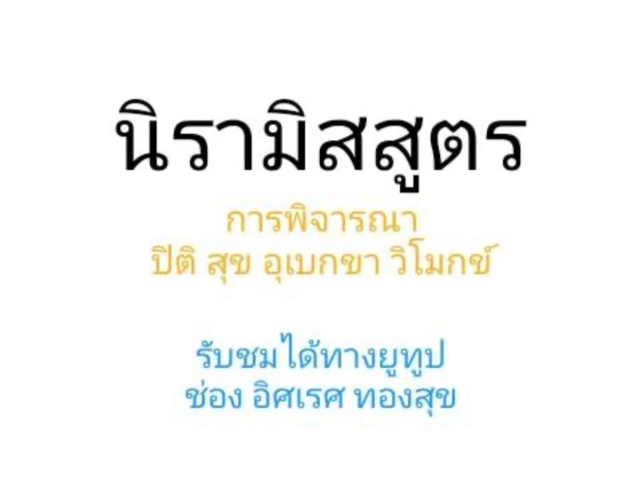 นิรามิสสูตร
การพิจารณา
ปิติ สุข อุเบกขา วิโมกข์
รับชมได้ทางยูทูป
ช่อง อิศเรศ ทองสุข